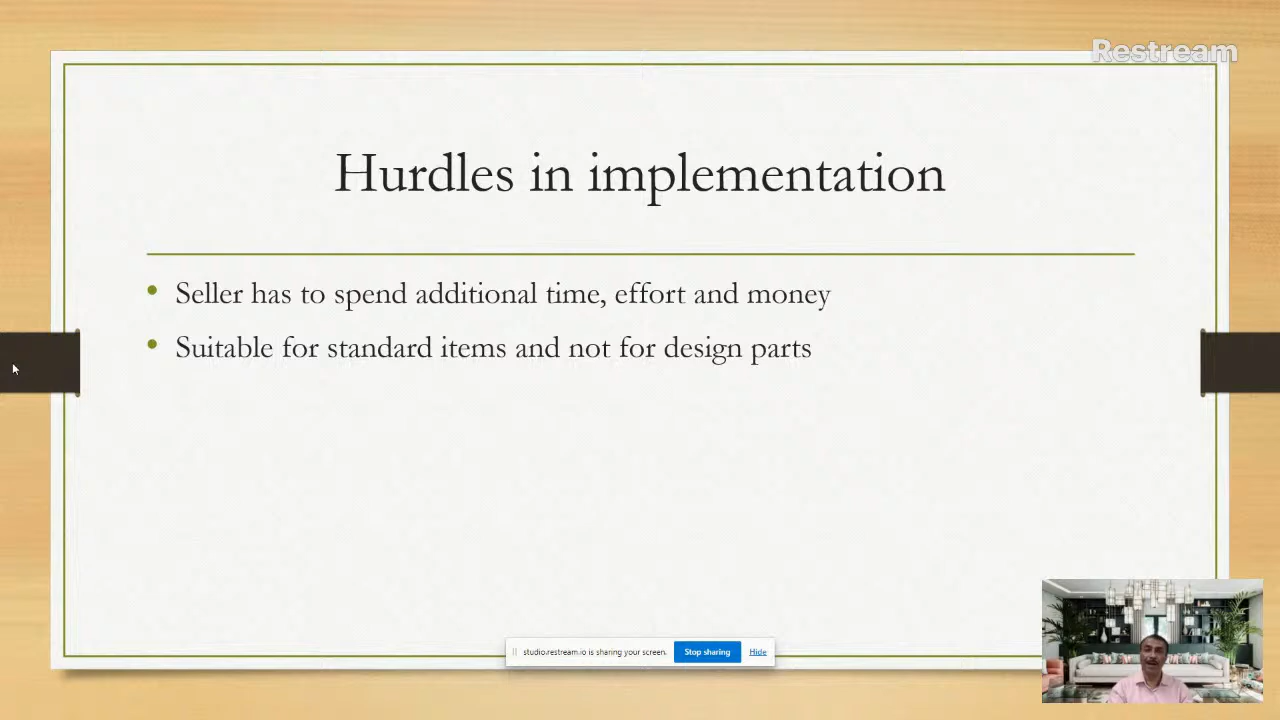 Restream
Hurdles in implementation
• Seller has to spend additional time, effort and money
• Suitable for standard items and not for design parts
studio.restream.io is sharing your screen. Stop sharing Hide